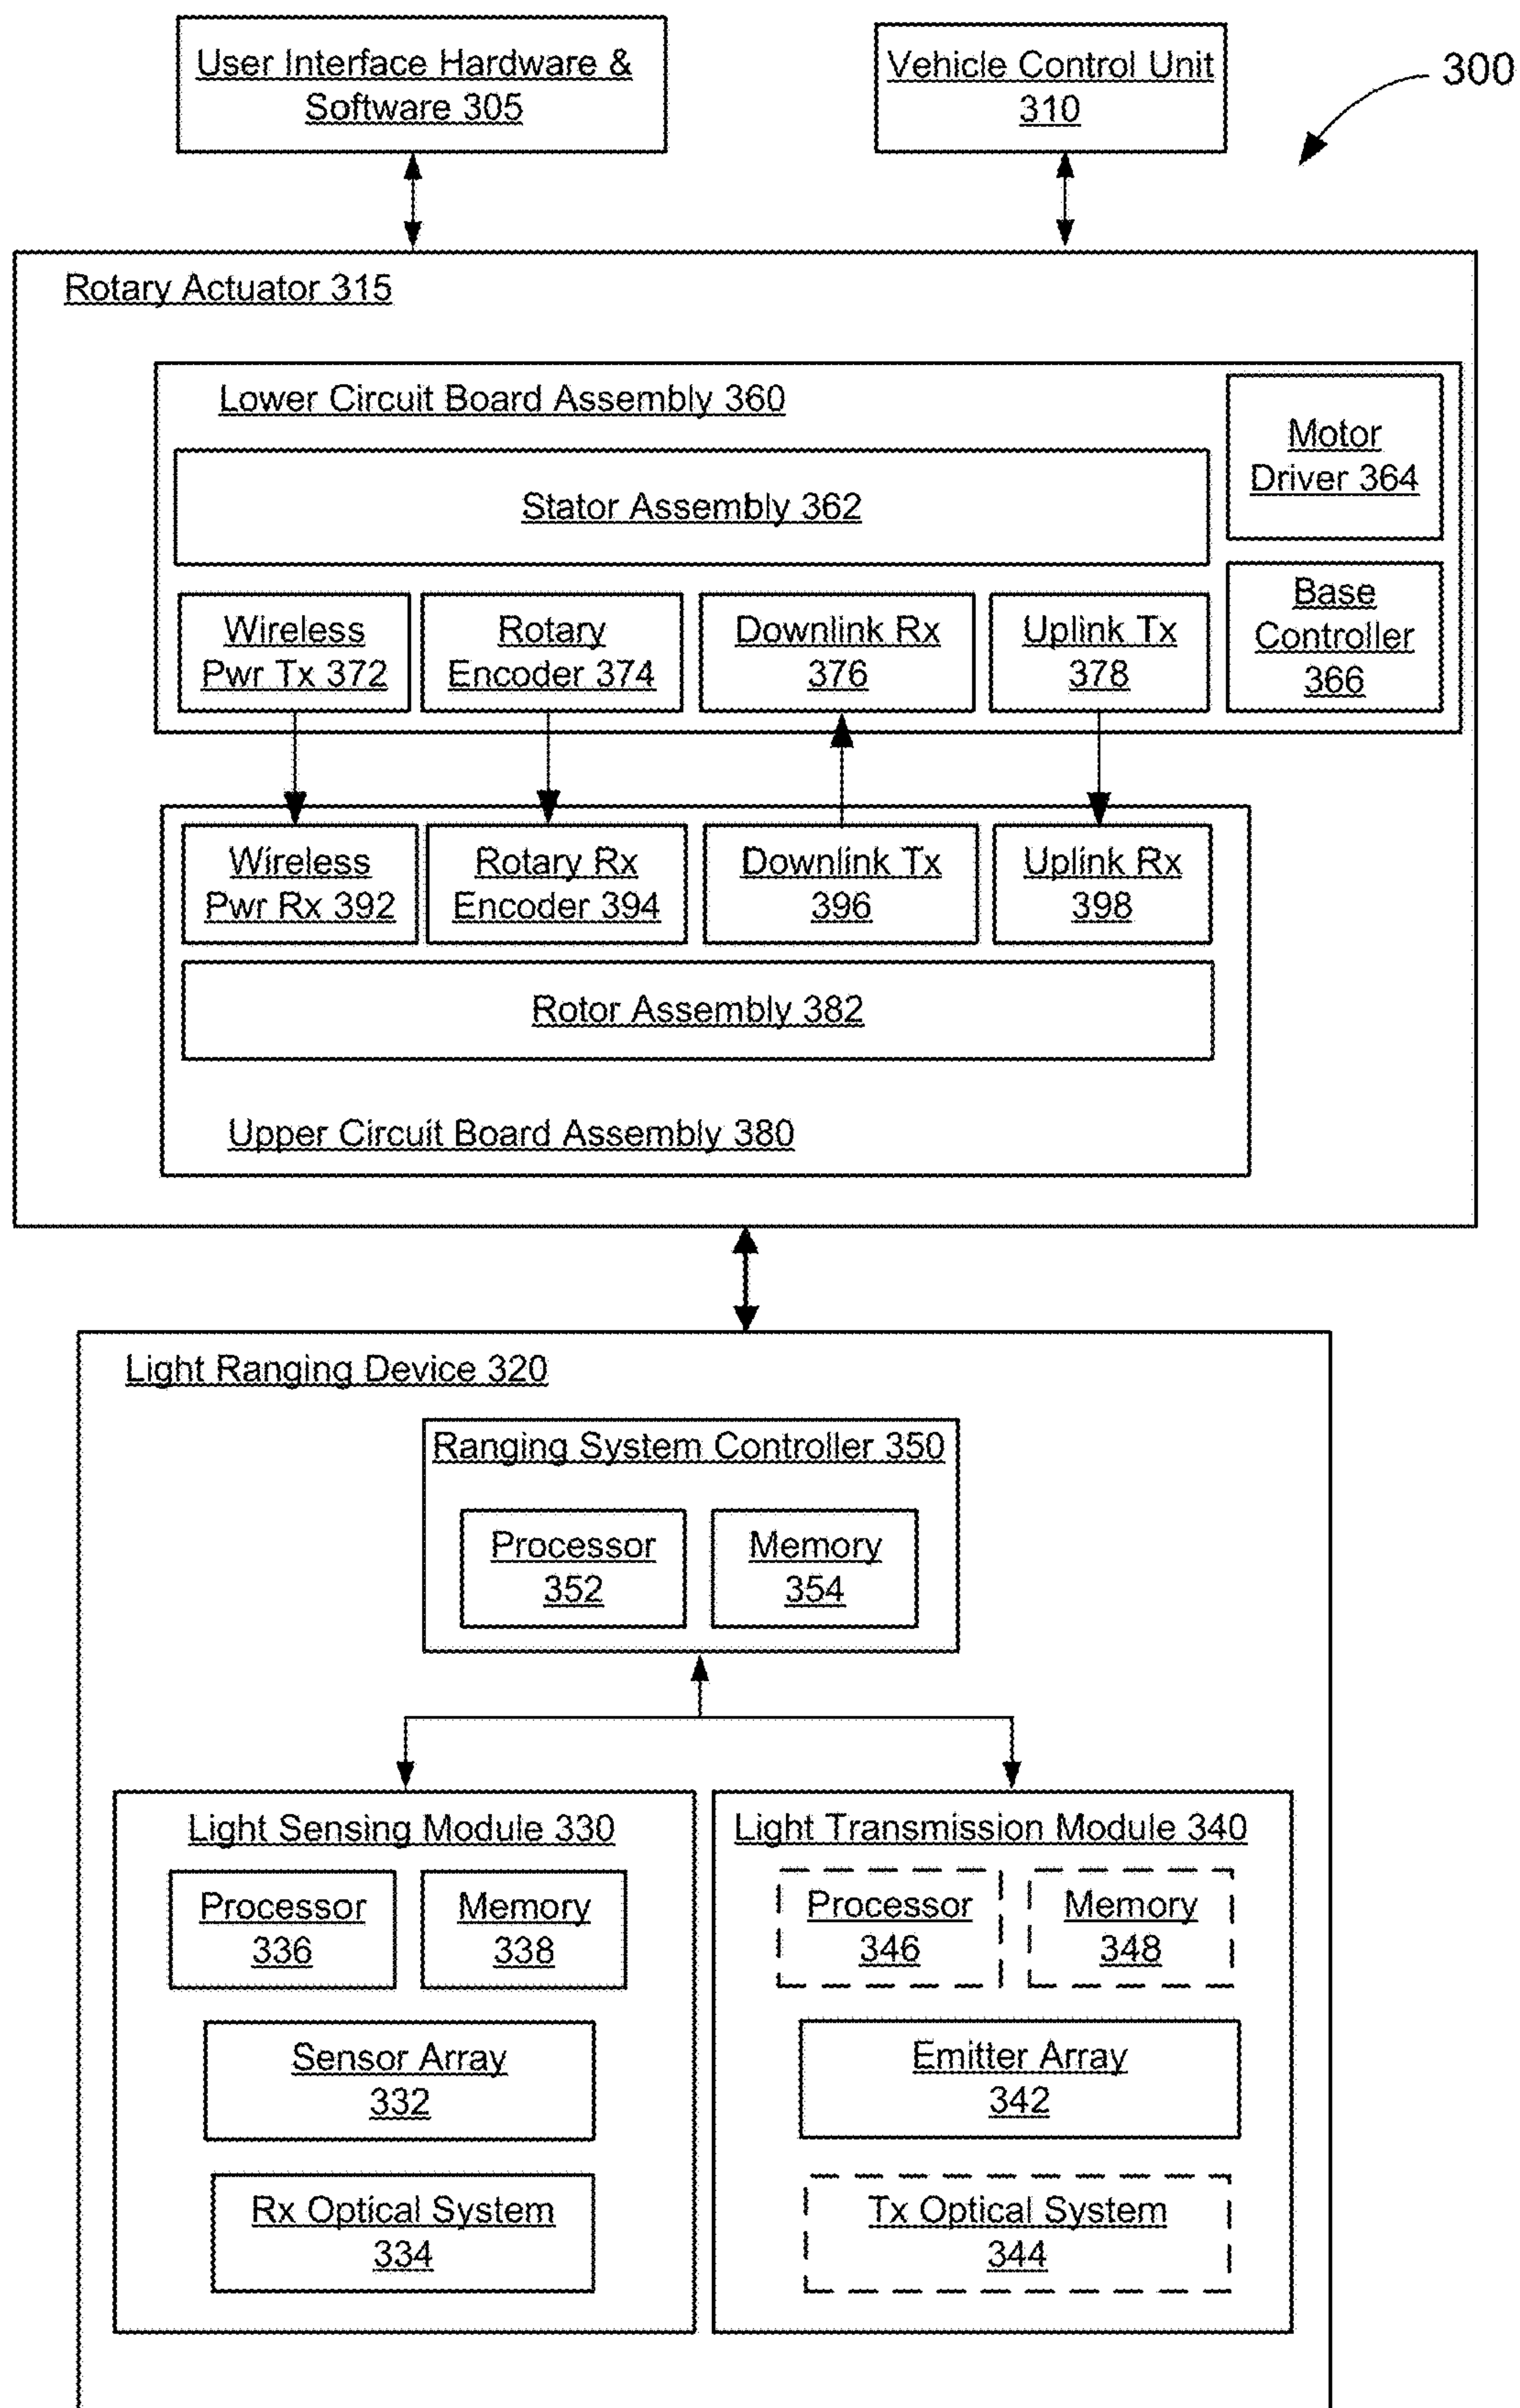 User Interface Hardware &
Software 305
Vehicle Control Unit
310
300
Rotary Actuator 315
Lower Circuit Board Assembly 360
Motor
Driver 364
Stator Assembly 362
Base
Controller
366
Wireless
Pwr Tx 372
Rotary
Encoder 374
Downlink Rx
376
Uplink Tx
378
Wireless
Pwr Rx 392
Rotary Rx
Encoder 394
Downlink Tx
396
Uplink Rx
398
Rotor Assembly 382
Upper Circuit Board Assembly 380
Light Ranging Device 320
Ranging System Controller 350
Processor
352
Memory
354
Light Sensing Module 330
Processor
336
Memory
338
Sensor Array
332
Rx Optical System
334
Light Transmission Module 340
Processor
346
Memory
348
Emitter Array
342
Tx Optical System
344